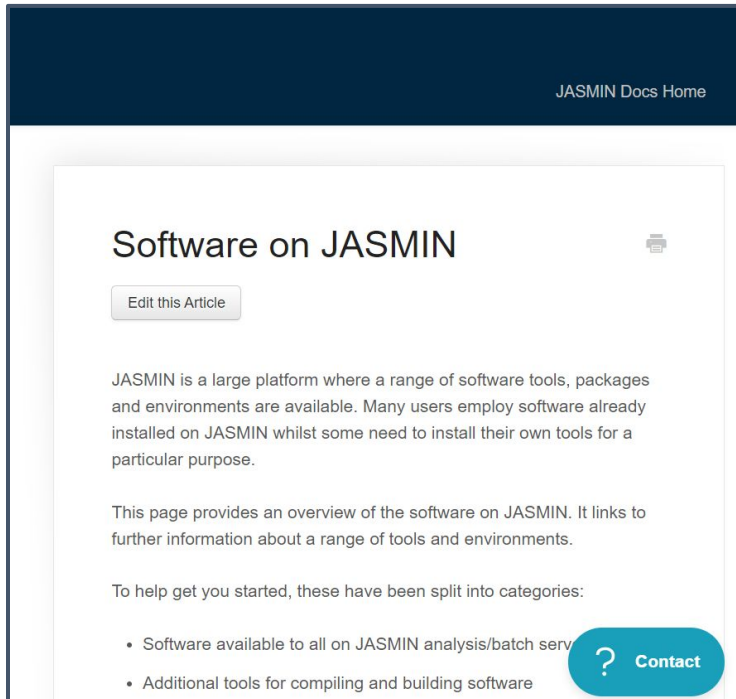 JASMIN Docs Home
Software on JASMIN
Edit this Article
JASMIN is a large platform where a range of software tools, packages
and environments are available. Many users employ software already
installed on JASMIN whilst some need to install their own tools for a
particular purpose.
This page provides an overview of the software on JASMIN. It links to
further information about a range of tools and environments.
To help get you started, these have been split into categories:
• Software available to all on JASMIN analysis/batch
• Additional tools for compiling and building software
? Contact